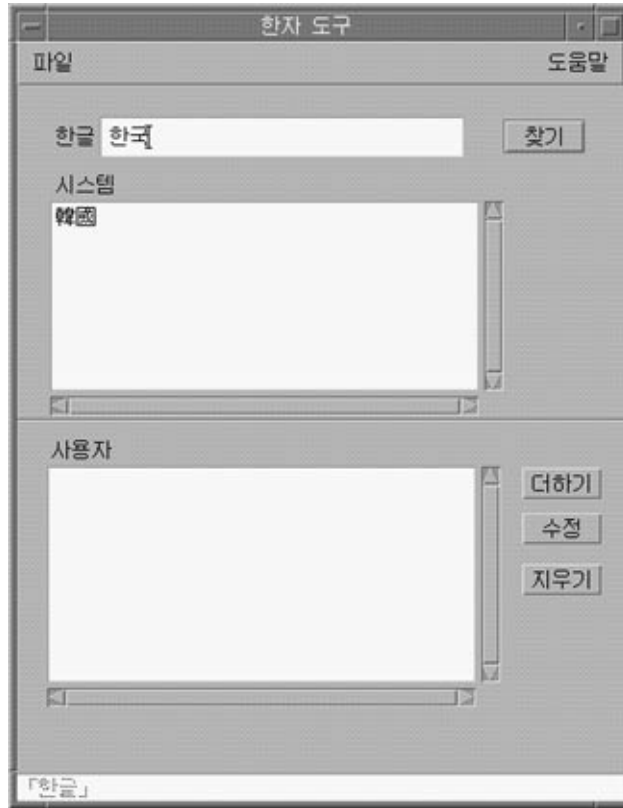 한자 도구
파일 도움말
한글 한국 찾기
시스템
韓國
사용자
더하기
수정
지우기
「한글」